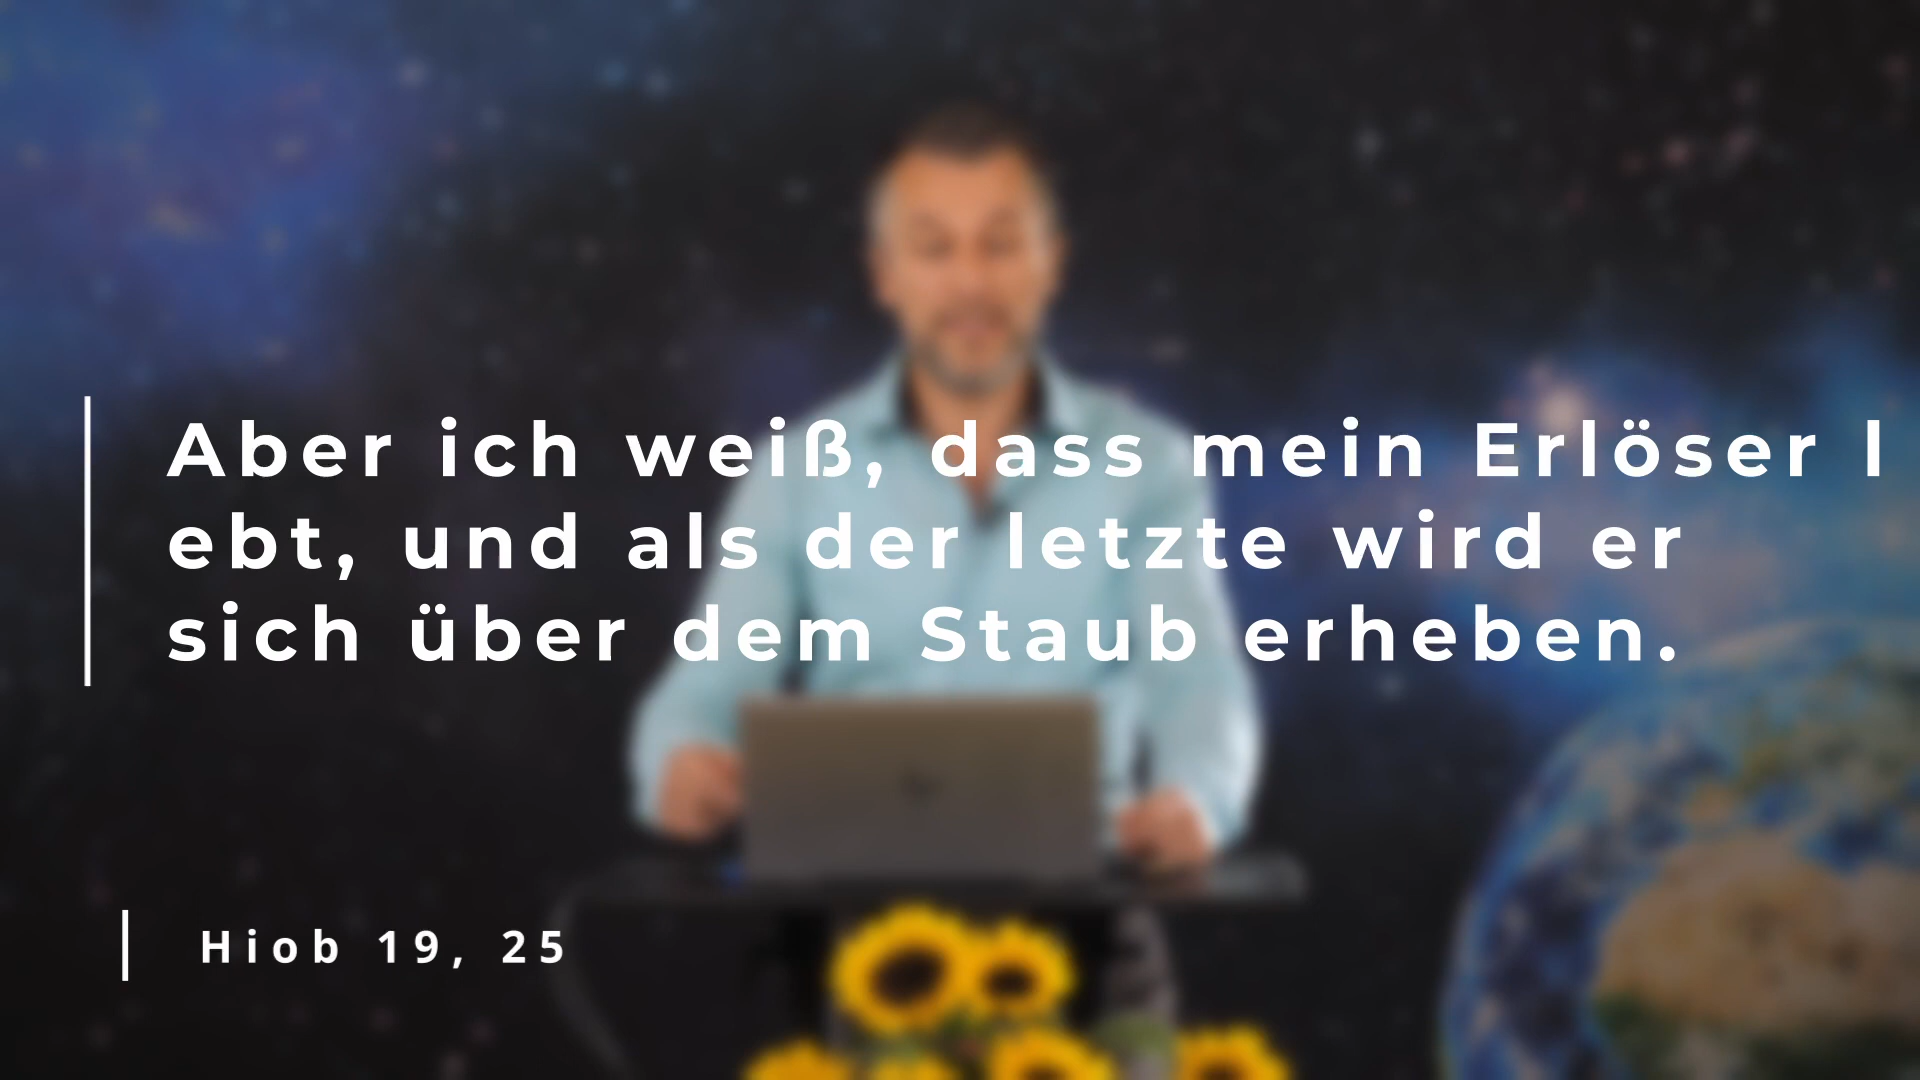 Aber ich weiß, dass mein Erlöser l
ebt, und als der letzte wird er
sich über dem Staub erheben.
Hiob 19, 25